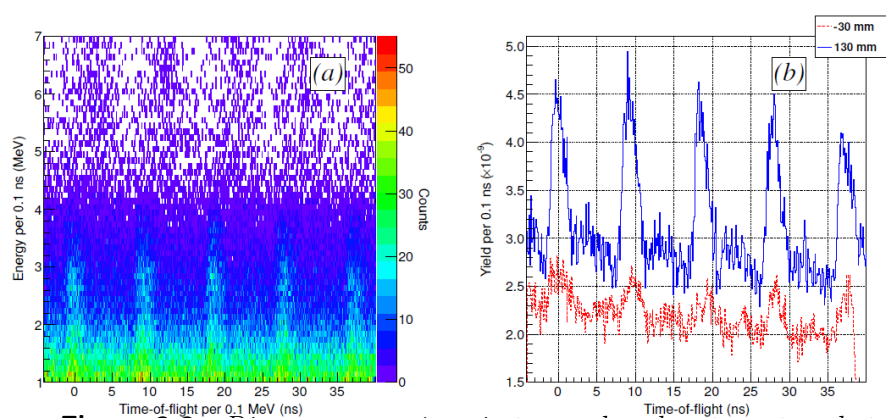 -30 mm
130 mm
(a)
(b)
7
6
5
4
3
2
1
Energy per 0.1 ns (MeV)
0 5 10 15 20 25 30 35
Time-of-flight per 0.1 MeV (ns)
50
40
30
20
10
0
Counts
5.0
4.5
4.0
3.5
3.0
2.5
2.0
1.5
Yield per 0.1 ns (×10⁻⁹)
0 5 10 15 20 25 30 35
Time-of-flight (ns)